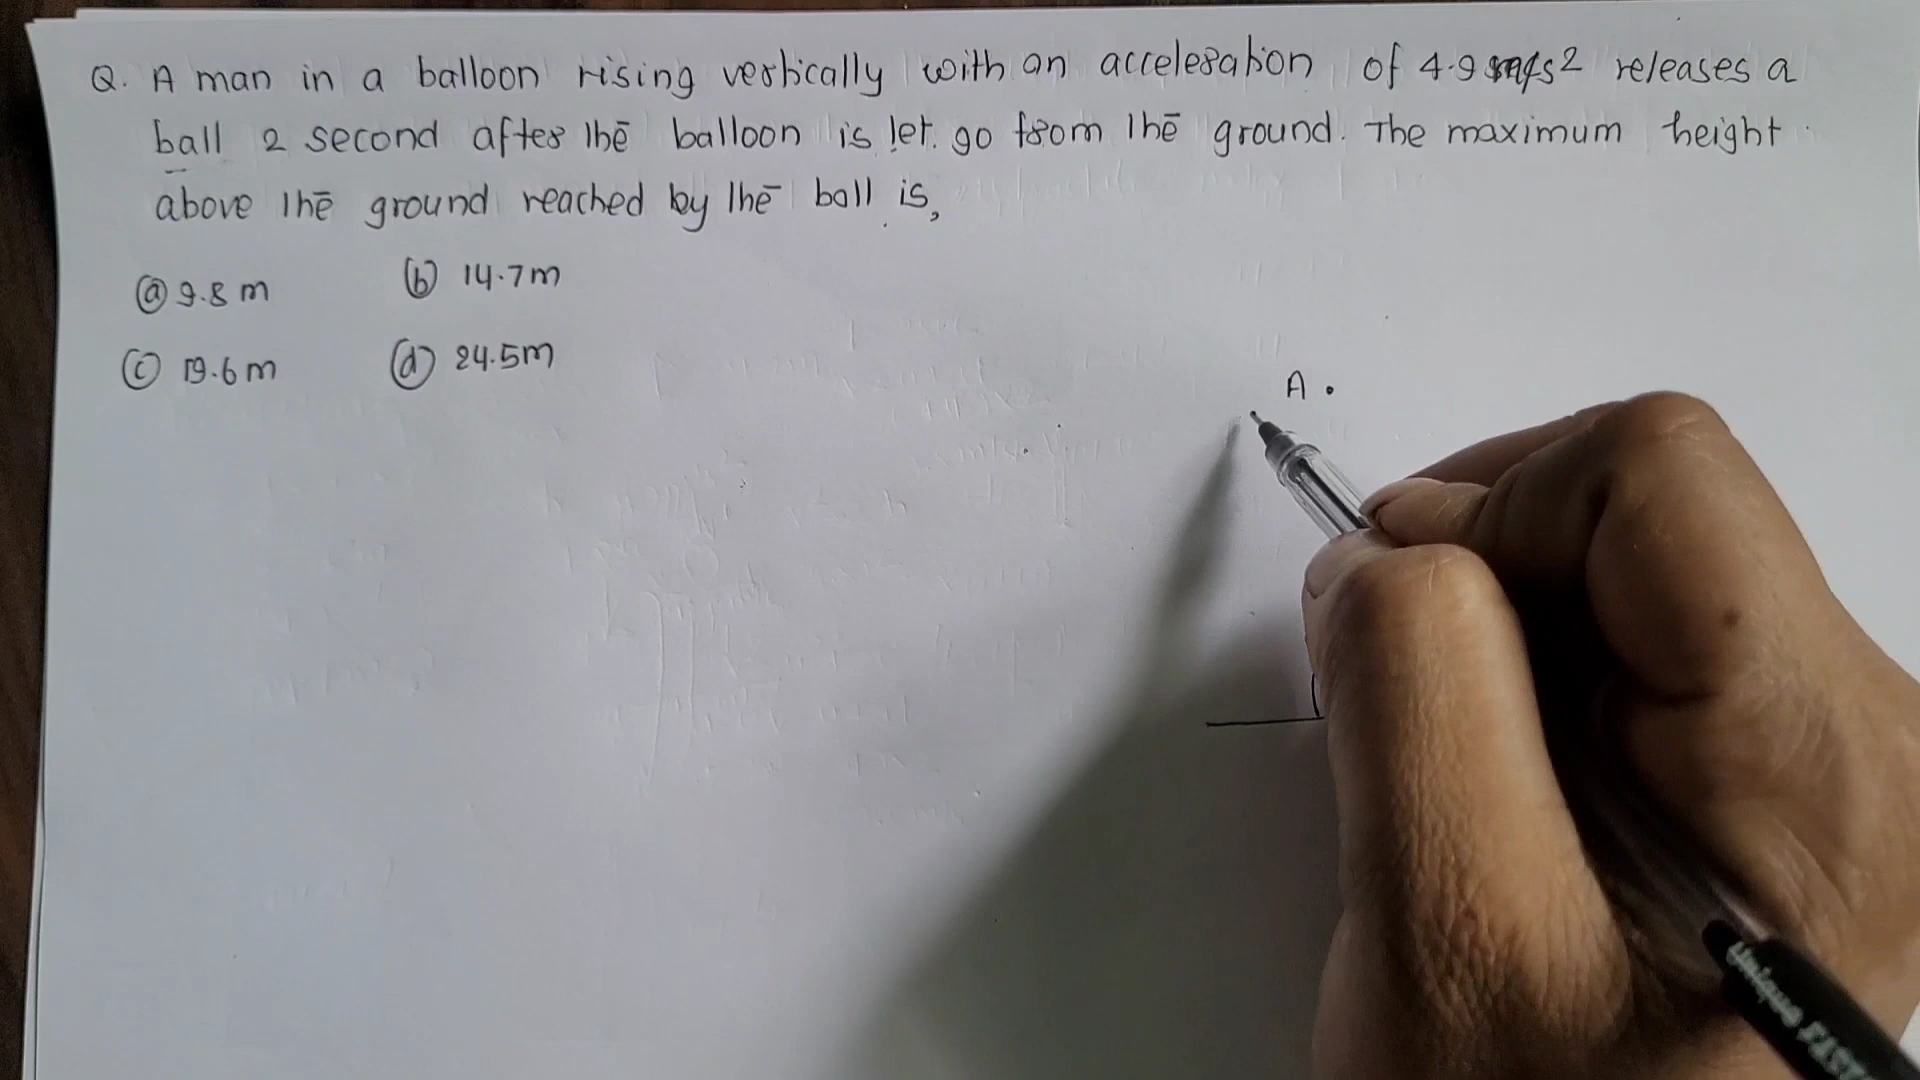 Q. A man in a balloon rising vertically with an acceleration of 4.9 m/s2 releases a
ball 2 second after the balloon is let go from the ground. The maximum height
above the ground reached by the ball is,
(a) 9.8 m (b) 14.7m
(c) 19.6 m (d) 24.5m
A
Unique